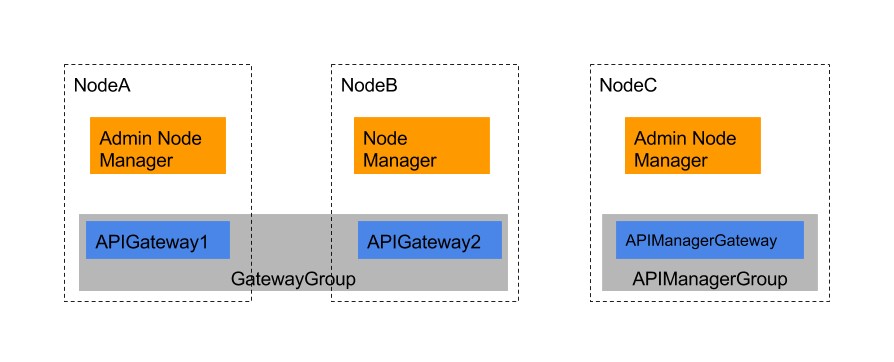 NodeA
NodeB
NodeC
Admin Node
Manager
Node
Manager
Admin Node
Manager
APIGateway1
APIGateway2
APIManagerGateway
GatewayGroup
APIManagerGroup